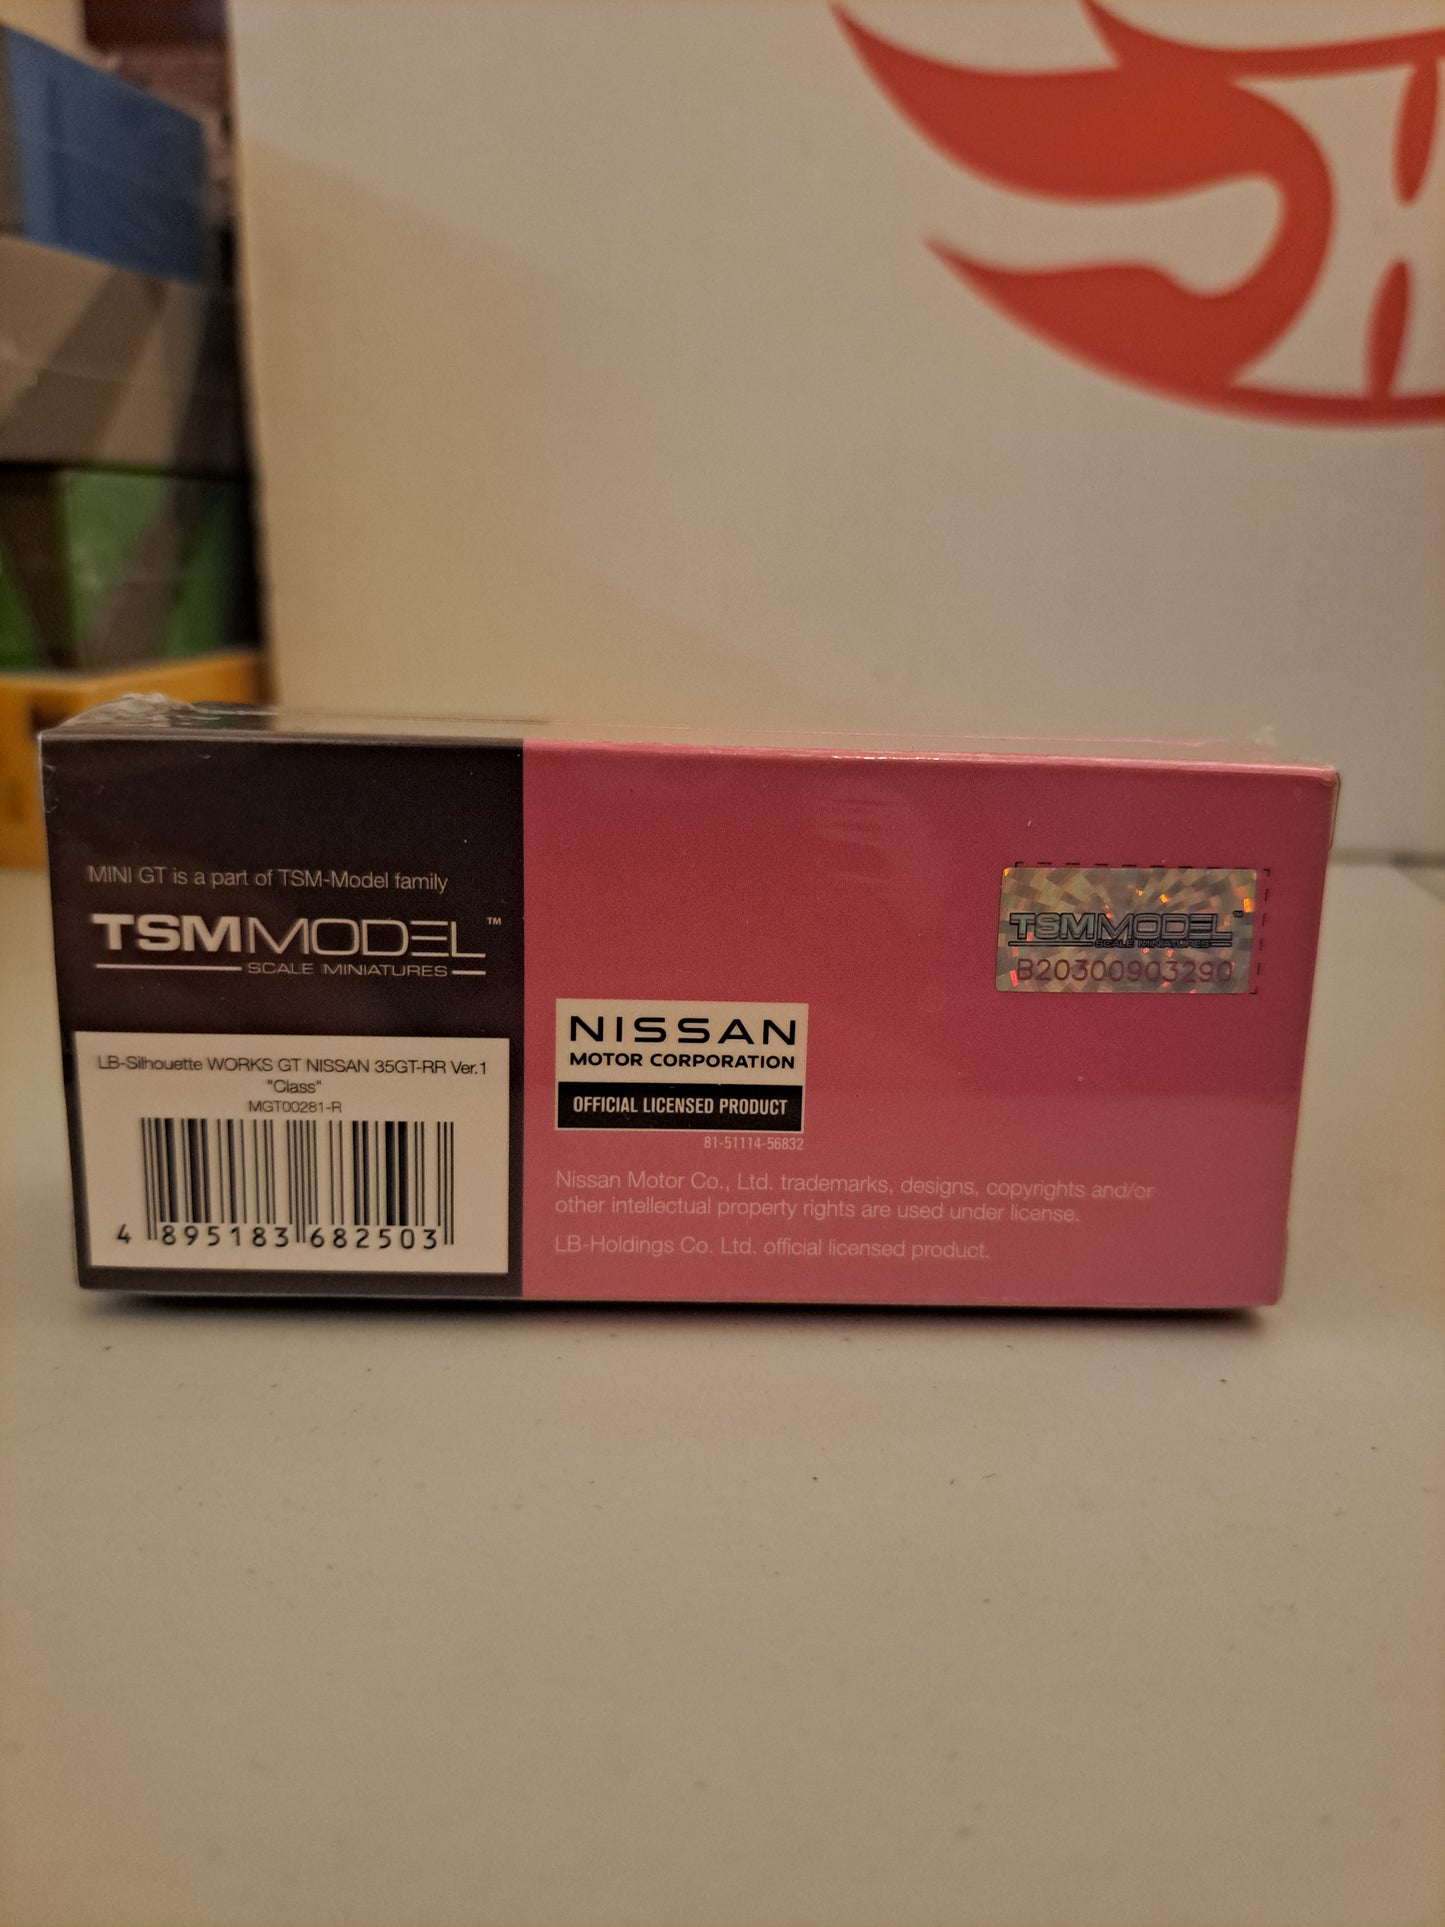 MINI GT is a part of TSM-Model family
TSMMODEL™
SCALE MINIATURES
LB-Silhouette WORKS GT NISSAN 35GT-RR Ver.1
"Class"
MGT00281-R
4 895183 682503
NISSAN
MOTOR CORPORATION
OFFICIAL LICENSED PRODUCT
81-51114-56832
Nissan Motor Co., Ltd. trademarks, designs, copyrights and/or
other intellectual property rights are used under license.
LB-Holdings Co. Ltd. official licensed product.
TSMMODEL™
SCALE MINIATURES
B20300903290